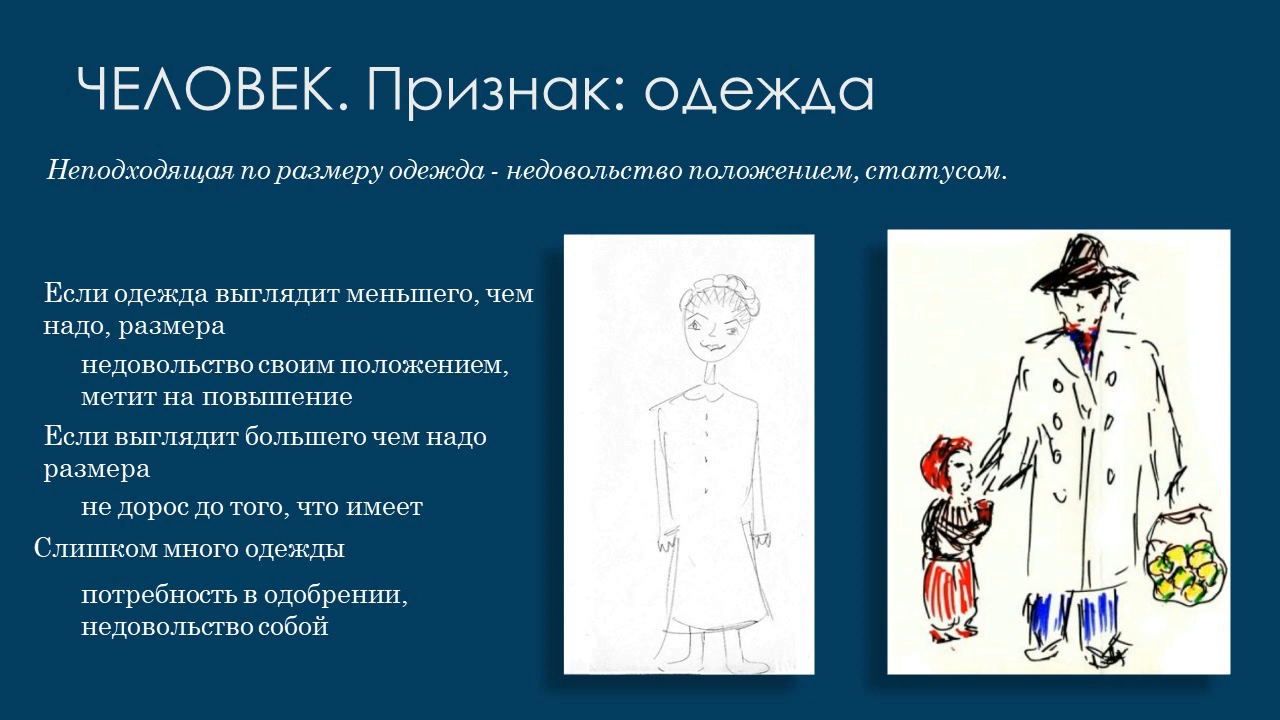 ЧЕЛОВЕК. Признак: одежда
Неподходящая по размеру одежда - недовольство положением, статусом.
Если одежда выглядит меньшего, чем
надо, размера
недовольство своим положением,
метит на повышение
Если выглядит большего чем надо
размера
не дорос до того, что имеет
Слишком много одежды
потребность в одобрении,
недовольство собой